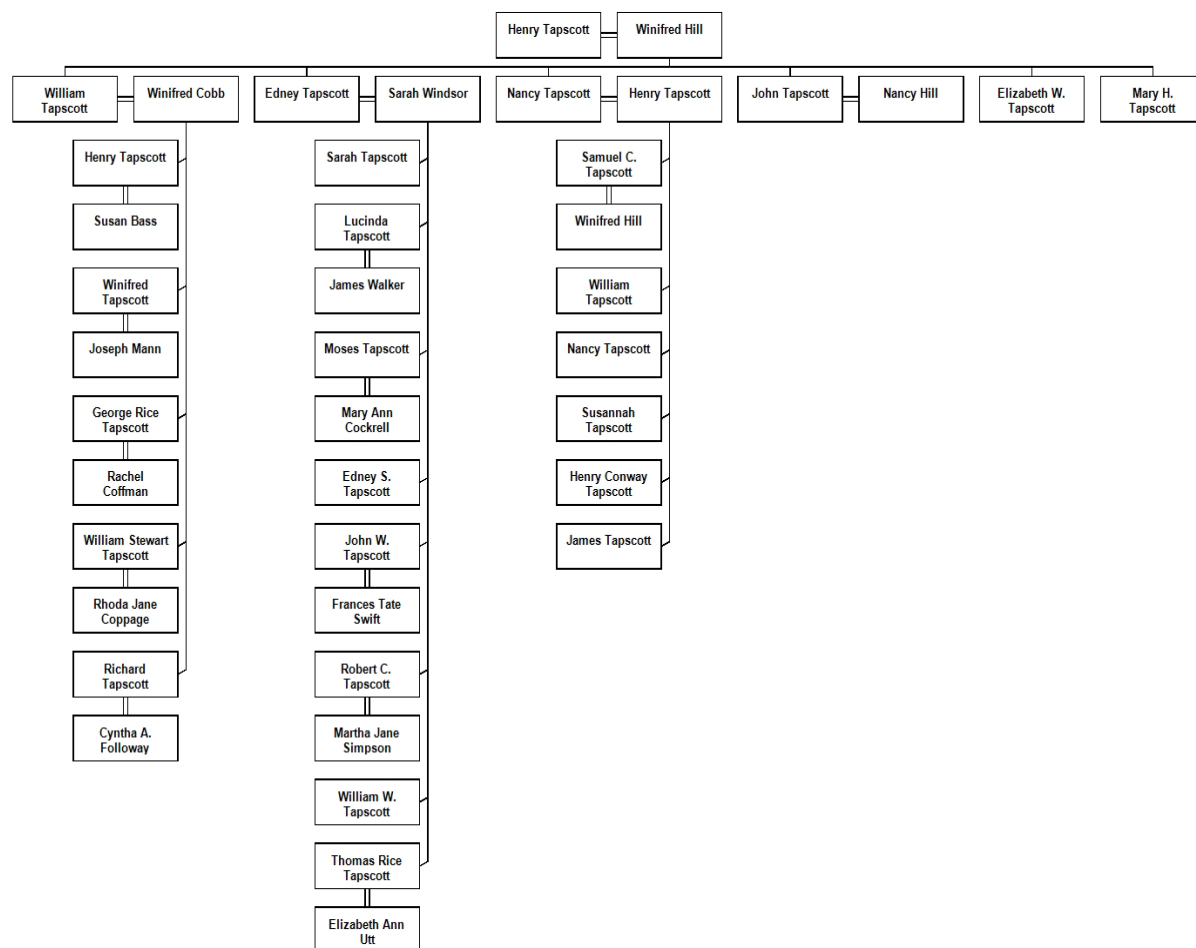 Henry Tapscott
Winifred Hill
William
Tapscott
Winifred Cobb
Edney Tapscott
Sarah Windsor
Nancy Tapscott
Henry Tapscott
John Tapscott
Nancy Hill
Elizabeth W.
Tapscott
Mary H.
Tapscott
Henry Tapscott
Susan Bass
Winifred
Tapscott
Joseph Mann
George Rice
Tapscott
Rachel
Coffman
William Stewart
Tapscott
Rhoda Jane
Coppage
Richard
Tapscott
Cyntha A.
Followay
Sarah Tapscott
Lucinda
Tapscott
James Walker
Moses Tapscott
Mary Ann
Cockrell
Edney S.
Tapscott
John W.
Tapscott
Frances Tate
Swift
Robert C.
Tapscott
Martha Jane
Simpson
William W.
Tapscott
Thomas Rice
Tapscott
Elizabeth Ann
Utt
Samuel C.
Tapscott
Winifred Hill
William
Tapscott
Nancy Tapscott
Susannah
Tapscott
Henry Conway
Tapscott
James Tapscott